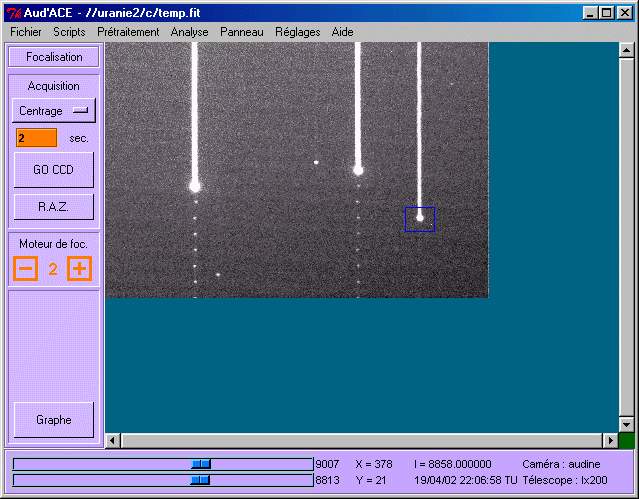 Aud'ACE - //uranie2/c/temp.fit
Fichier Scripts Prétraitement Analyse Panneau Réglages Aide
Focalisation
Acquisition
Centrage
2 sec.
GO CCD
R.A.Z.
Moteur de foc.
2
Graphe
9007 X = 378 I = 8858.000000 Caméra : audine
8813 Y = 21 19/04/02 22:06:58 TU Télescope : lx200